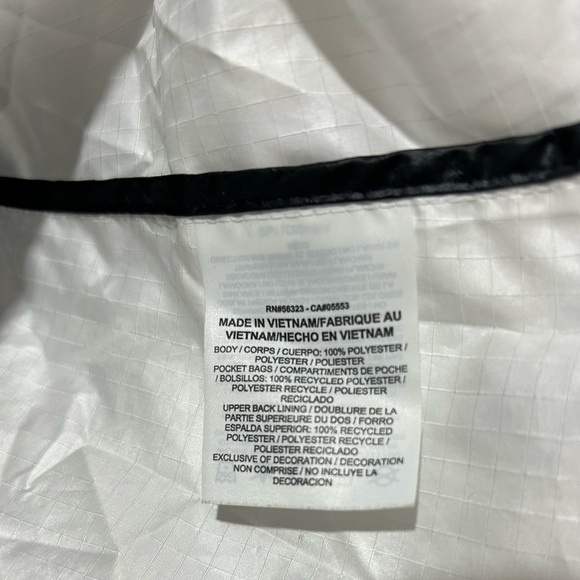 RN#56323 - CA#05553
MADE IN VIETNAM/FABRIQUE AU
VIETNAM/HECHO EN VIETNAM
BODY / CORPS / CUERPO: 100% POLYESTER /
POLYESTER / POLIESTER
POCKET BAGS / COMPARTIMENTS DE POCHE
/ BOLSILLOS: 100% RECYCLED POLYESTER /
POLYESTER RECYCLE / POLIESTER
RECICLADO
UPPER BACK LINING / DOUBLURE DE LA
PARTIE SUPERIEURE DU DOS / FORRO
ESPALDA SUPERIOR: 100% RECYCLED
POLYESTER / POLYESTER RECYCLE /
POLIESTER RECICLADO
EXCLUSIVE OF DECORATION / DECORATION
NON COMPRISE / NO INCLUYE LA
DECORACION